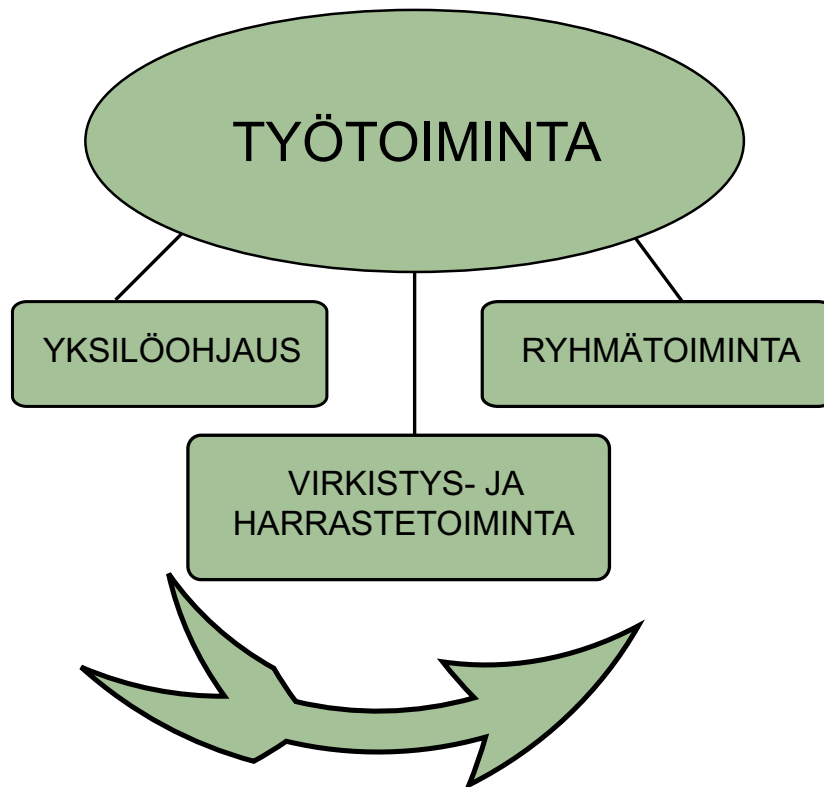 TYÖTOIMINTA
YKSILÖOHJAUS
RYHMÄTOIMINTA
VIRKISTYS- JA
HARRASTETOIMINTA